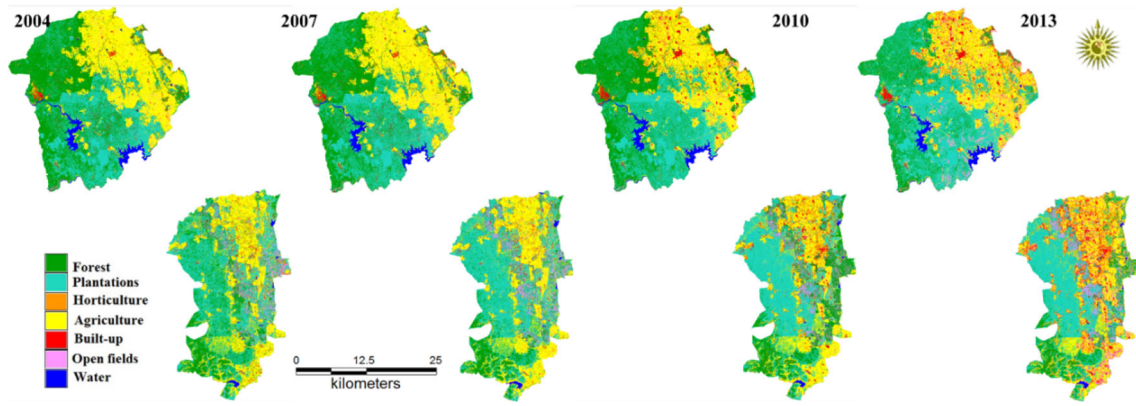 2004
2007
2010
2013
Forest
Plantations
Horticulture
Agriculture
Built-up
Open fields
Water
0 12.5 25
kilometers